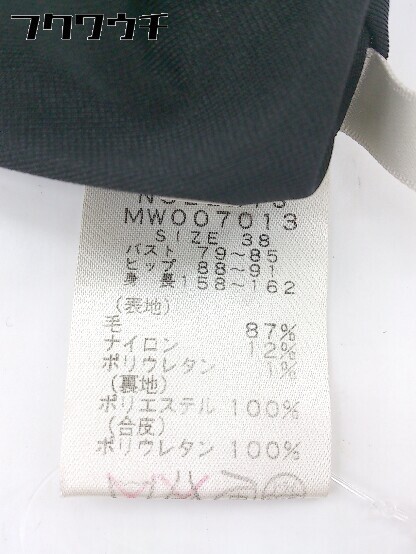 フクワウチ
MW007013
SIZE 38
バスト 79~85
ヒップ 88~91
身長 158~162
(表地)
毛 87%
ナイロン 12%
ポリウレタン 1%
(裏地)
ポリエステル 100%
(合皮)
ポリウレタン 100%